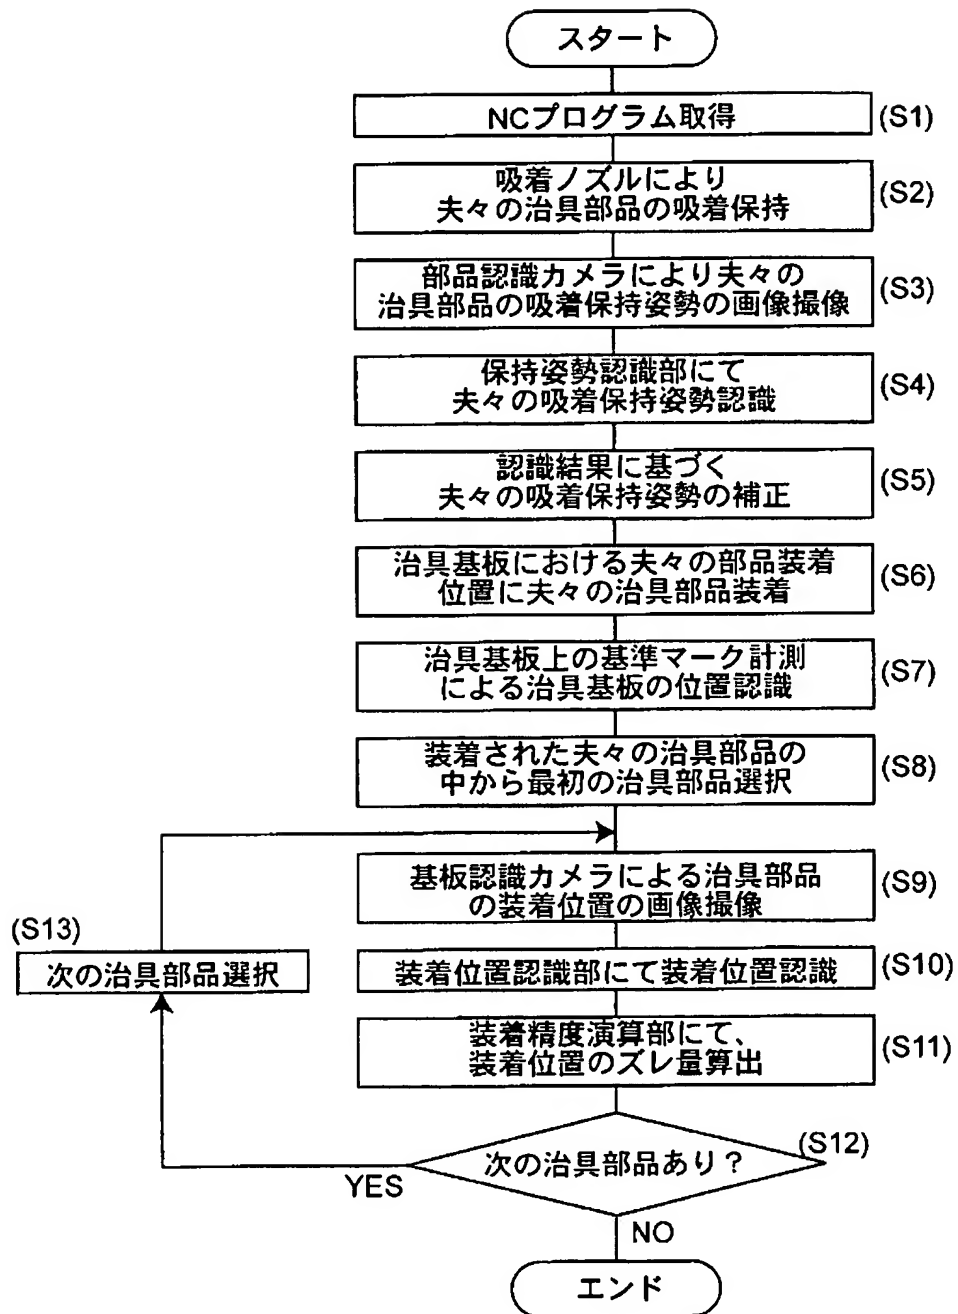 スタート
NCプログラム取得
(S1)
吸着ノズルにより
夫々の治具部品の吸着保持
(S2)
部品認識カメラにより夫々の
治具部品の吸着保持姿勢の画像撮像
(S3)
保持姿勢認識部にて
夫々の吸着保持姿勢認識
(S4)
認識結果に基づく
夫々の吸着保持姿勢の補正
(S5)
治具基板における夫々の部品装着
位置に夫々の治具部品装着
(S6)
治具基板上の基準マーク計測
による治具基板の位置認識
(S7)
装着された夫々の治具部品の
中から最初の治具部品選択
(S8)
基板認識カメラによる治具部品
の装着位置の画像撮像
(S9)
(S13)
次の治具部品選択
装着位置認識部にて装着位置認識
(S10)
装着精度演算部にて、
装着位置のズレ量算出
(S11)
次の治具部品あり？
(S12)
YES
NO
エンド